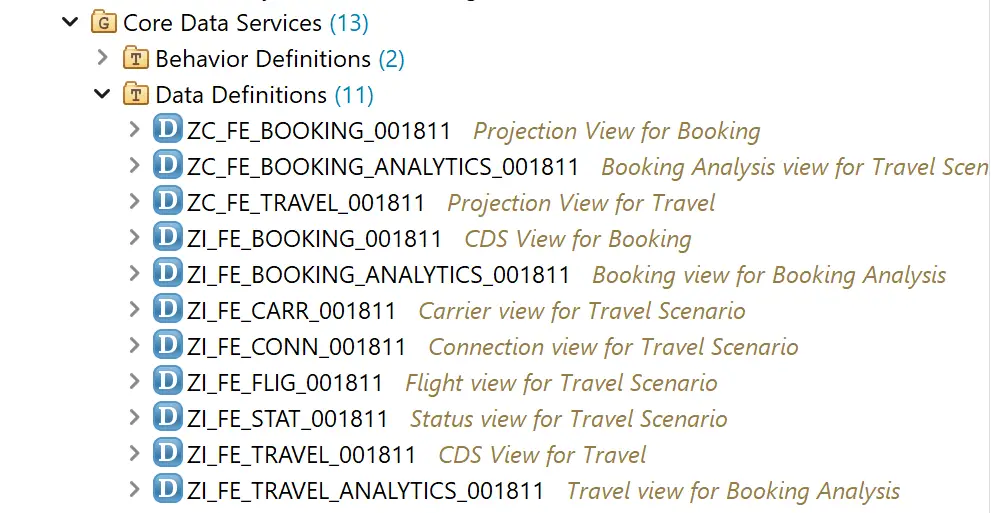 Core Data Services (13)
Behavior Definitions (2)
Data Definitions (11)
ZC_FE_BOOKING_001811 Projection View for Booking
ZC_FE_BOOKING_ANALYTICS_001811 Booking Analysis view for Travel Scen
ZC_FE_TRAVEL_001811 Projection View for Travel
ZI_FE_BOOKING_001811 CDS View for Booking
ZI_FE_BOOKING_ANALYTICS_001811 Booking view for Booking Analysis
ZI_FE_CARR_001811 Carrier view for Travel Scenario
ZI_FE_CONN_001811 Connection view for Travel Scenario
ZI_FE_FLIG_001811 Flight view for Travel Scenario
ZI_FE_STAT_001811 Status view for Travel Scenario
ZI_FE_TRAVEL_001811 CDS View for Travel
ZI_FE_TRAVEL_ANALYTICS_001811 Travel view for Booking Analysis